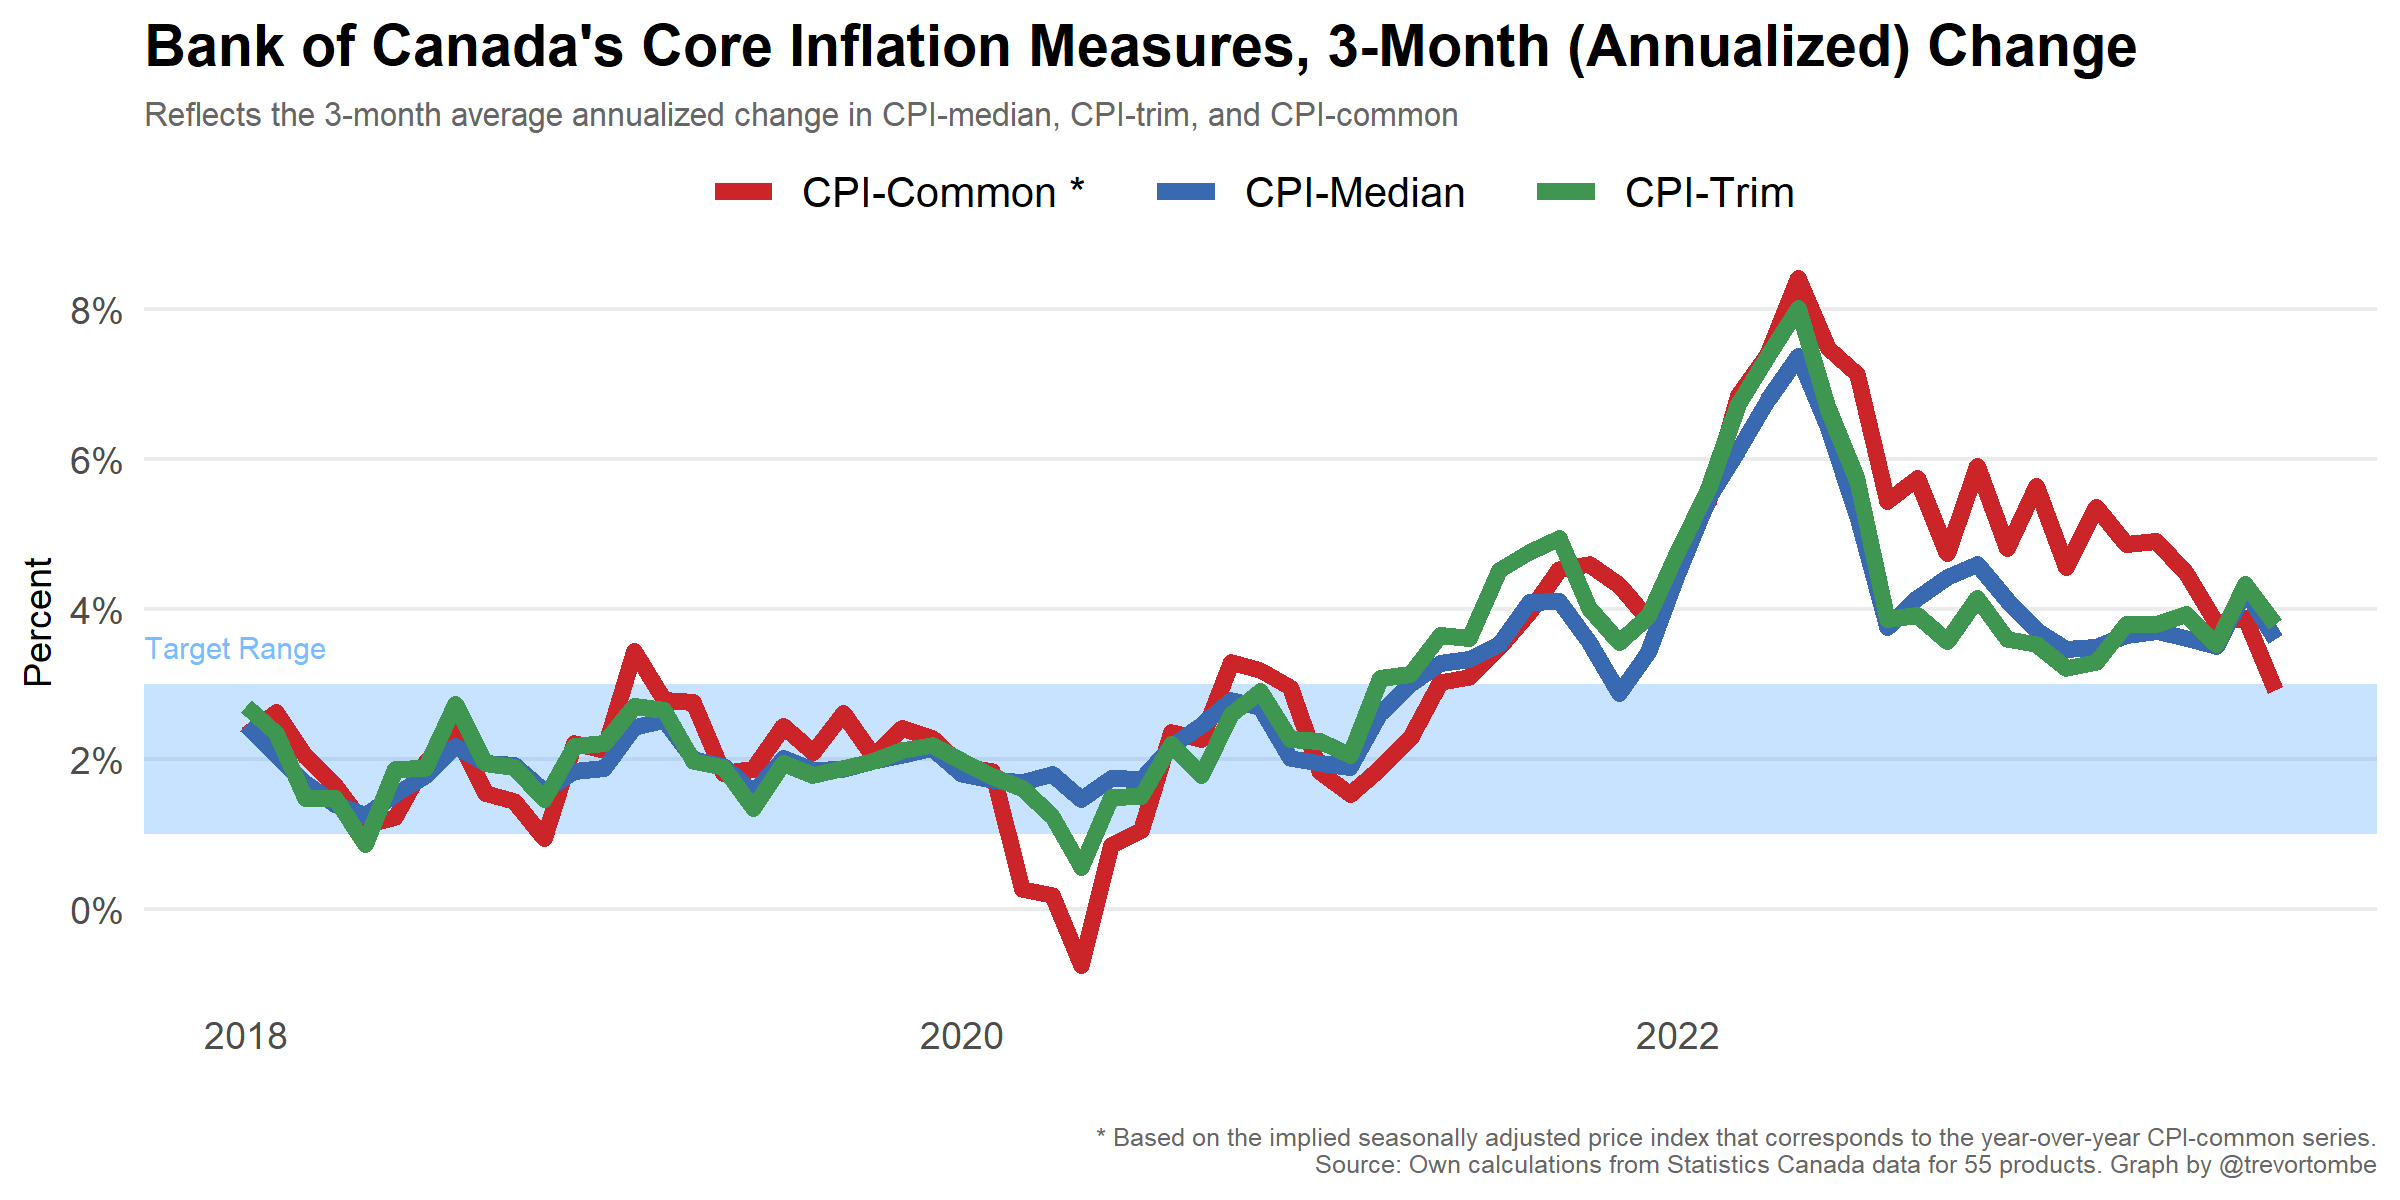 Bank of Canada's Core Inflation Measures, 3-Month (Annualized) Change
Reflects the 3-month average annualized change in CPI-median, CPI-trim, and CPI-common
CPI-Common * CPI-Median CPI-Trim
8%
6%
4%
2%
0%
Percent
Target Range
2018 2020 2022
* Based on the implied seasonally adjusted price index that corresponds to the year-over-year CPI-common series.
Source: Own calculations from Statistics Canada data for 55 products. Graph by @trevortombe